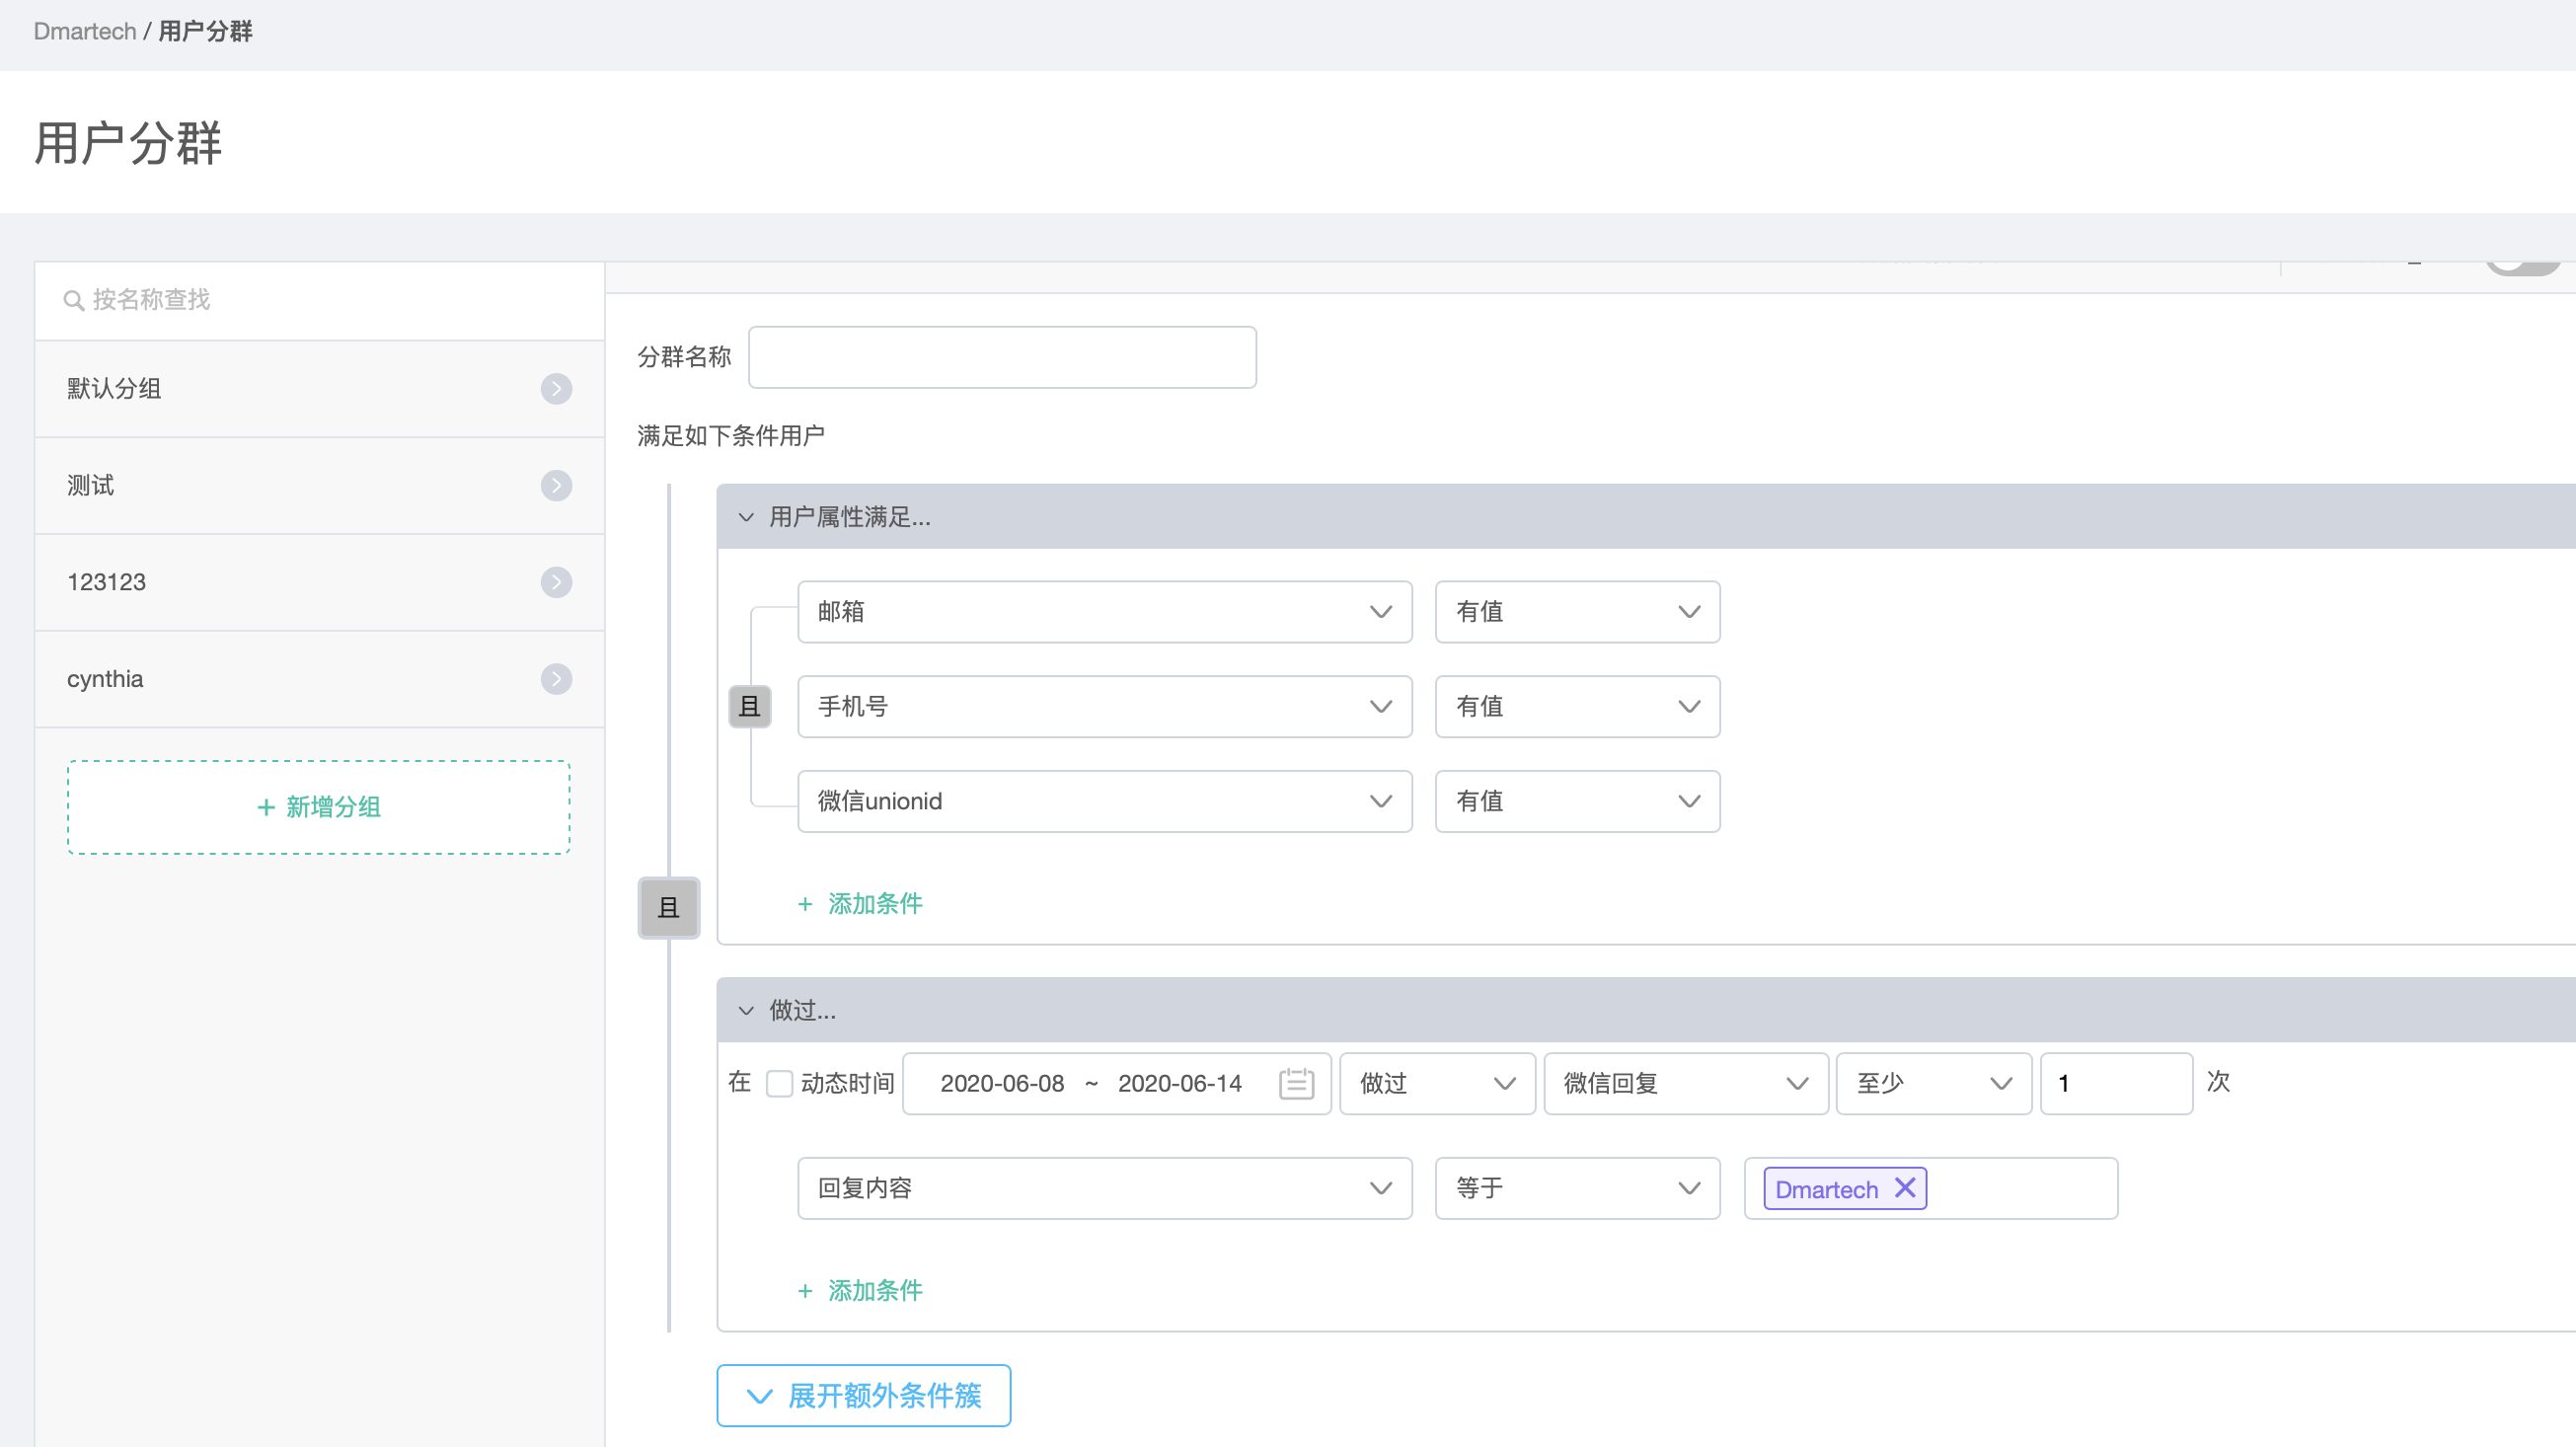 Dmartech / 用户分群
用户分群
按名称查找
默认分组
测试
123123
cynthia
+ 新增分组
分群名称
满足如下条件用户
用户属性满足...
邮箱 有值
且 手机号 有值
微信unionid 有值
+ 添加条件
且
做过...
在 动态时间 2020-06-08 ~ 2020-06-14 做过 微信回复 至少 1 次
回复内容 等于 Dmartech
+ 添加条件
展开额外条件簇